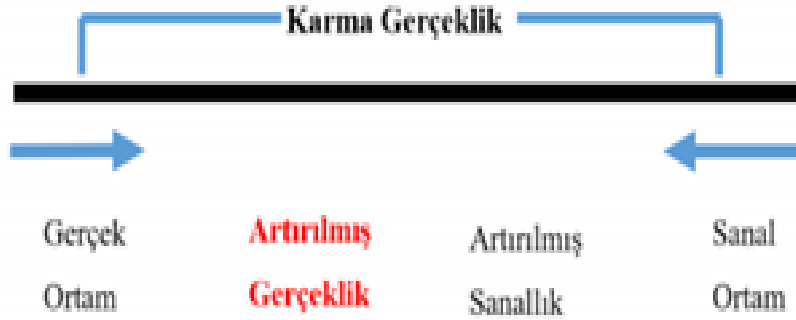 Karma Gerçeklik
Gerçek Ortam
Artırılmış Gerçeklik
Artırılmış Sanallık
Sanal Ortam